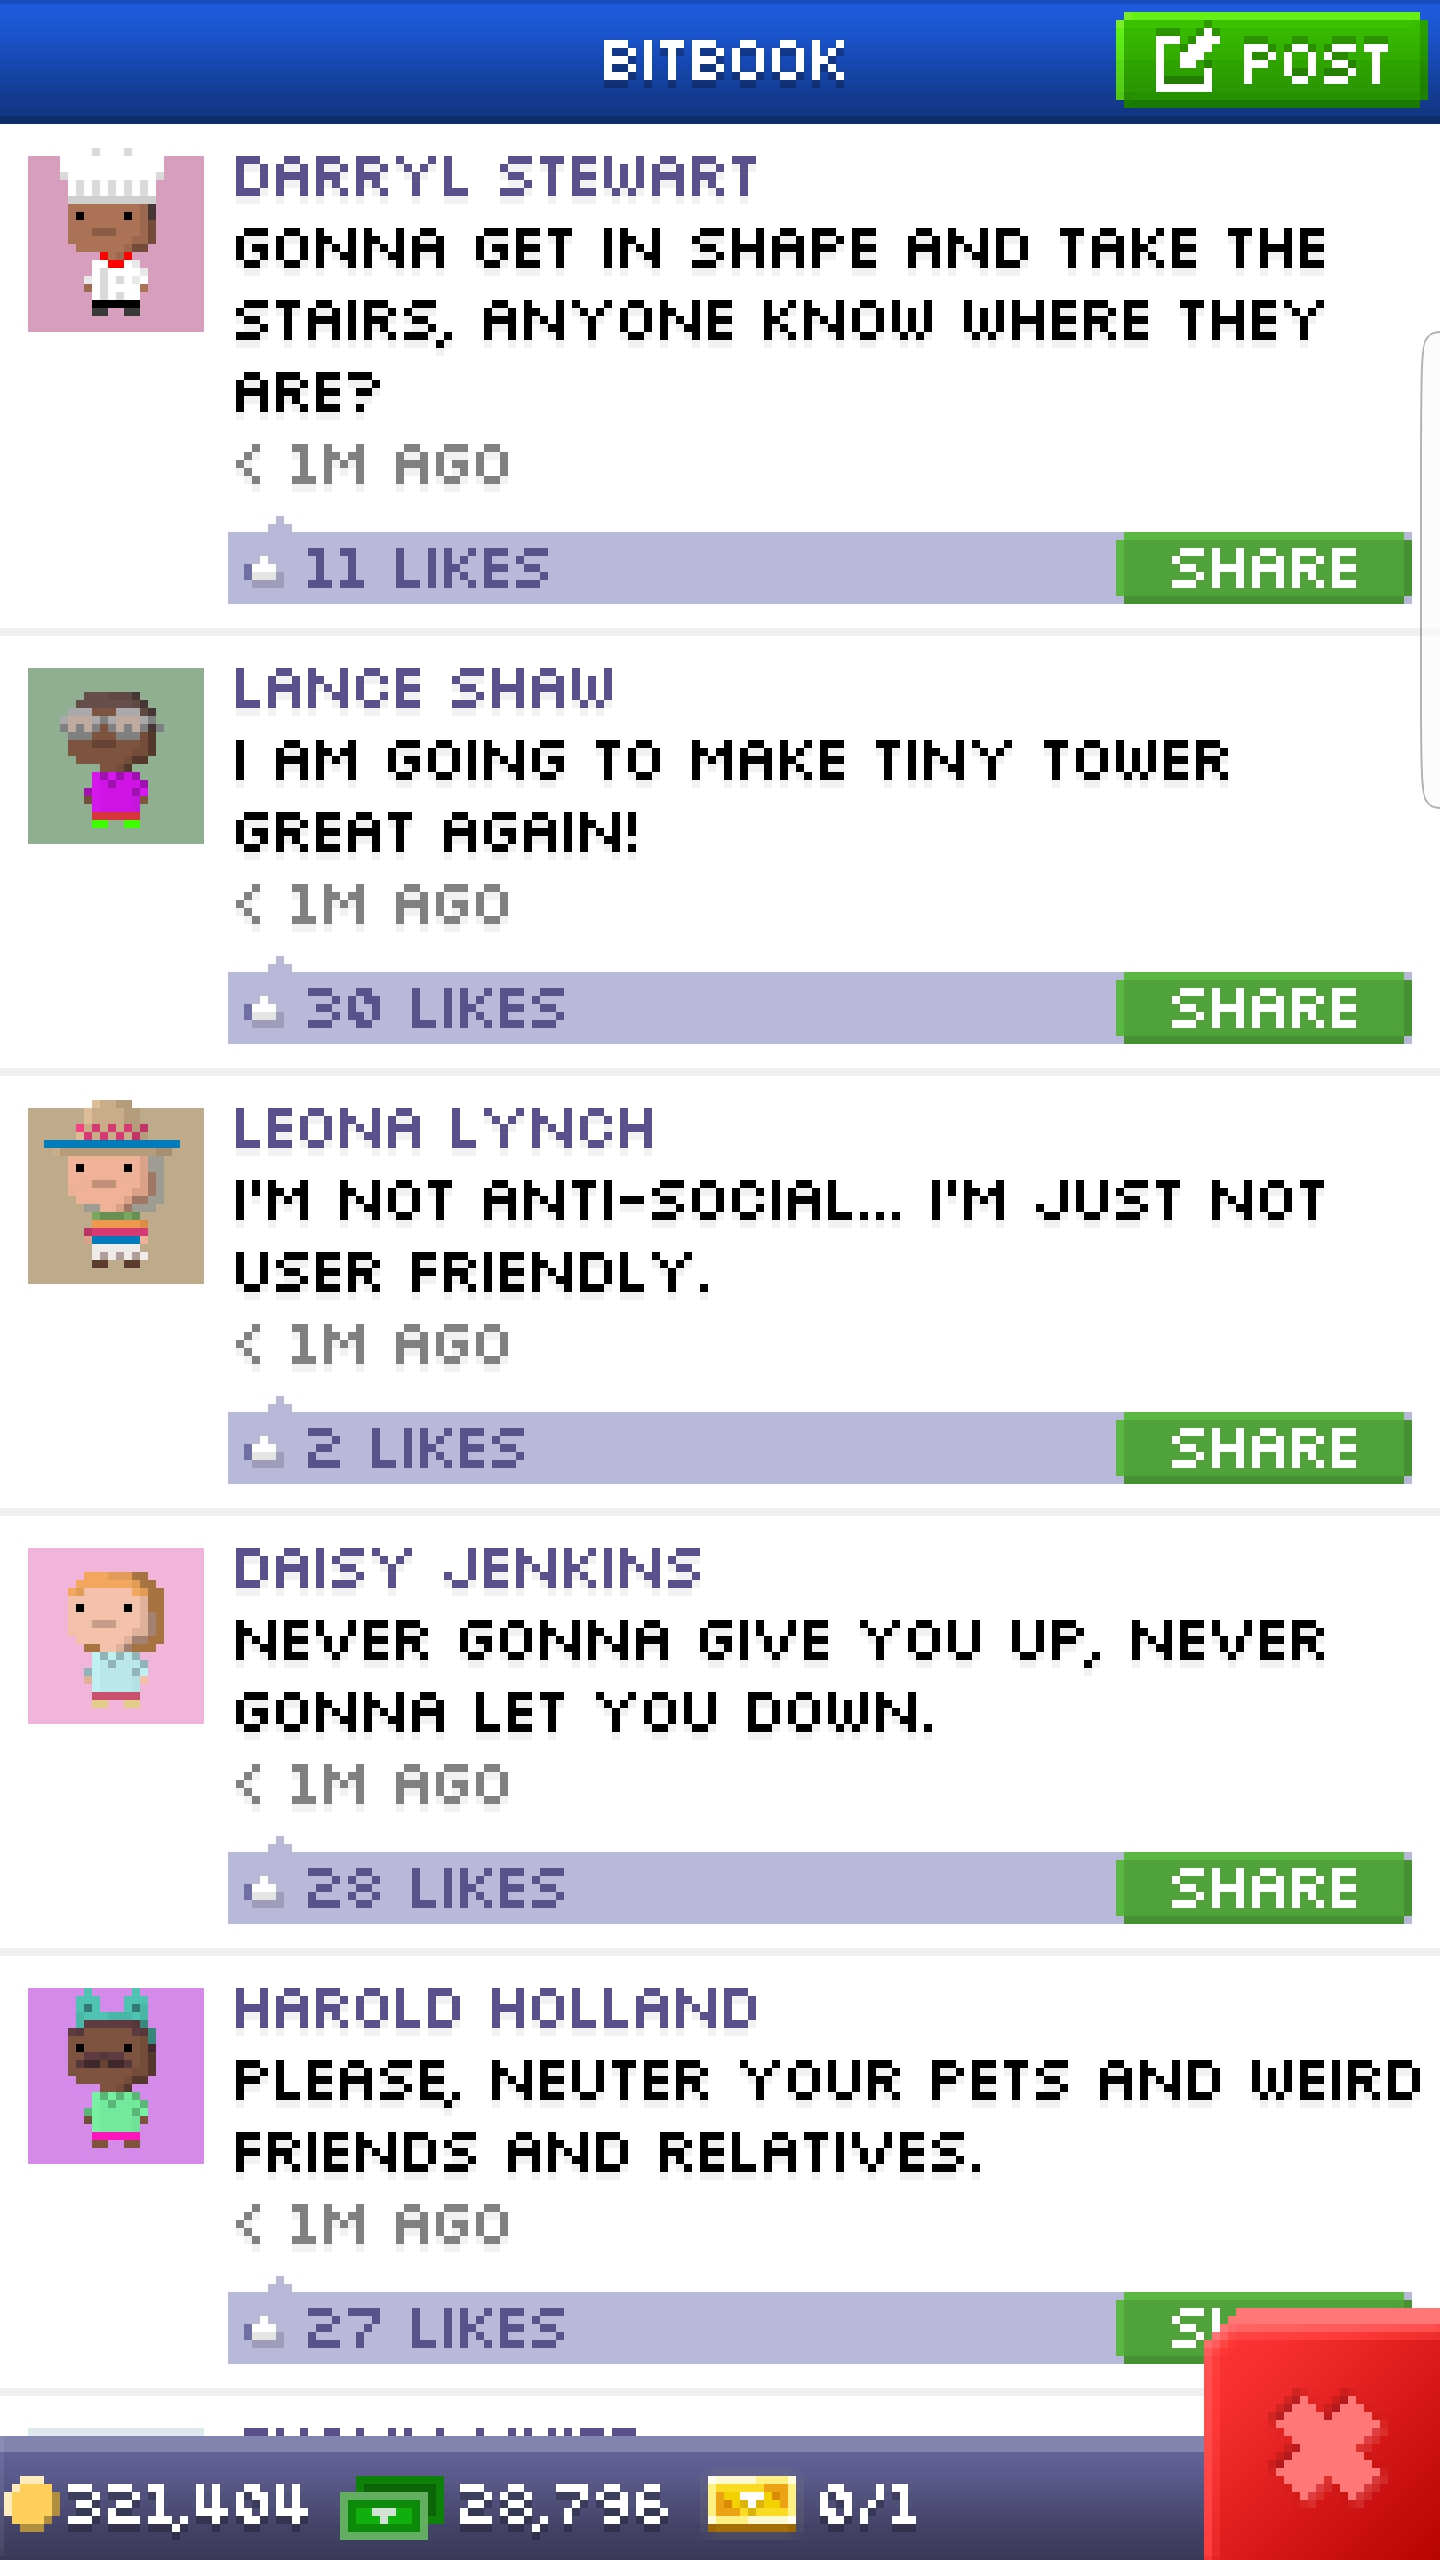 BITBOOK
POST
DARRYL STEWART
GONNA GET IN SHAPE AND TAKE THE
STAIRS, ANYONE KNOW WHERE THEY
ARE?
< 1M AGO
11 LIKES
SHARE
LANCE SHAW
I AM GOING TO MAKE TINY TOWER
GREAT AGAIN!
< 1M AGO
30 LIKES
SHARE
LEONA LYNCH
I'M NOT ANTI-SOCIAL... I'M JUST NOT
USER FRIENDLY.
< 1M AGO
2 LIKES
SHARE
DAISY JENKINS
NEVER GONNA GIVE YOU UP, NEVER
GONNA LET YOU DOWN.
< 1M AGO
28 LIKES
SHARE
HAROLD HOLLAND
PLEASE, NEUTER YOUR PETS AND WEIRD
FRIENDS AND RELATIVES.
< 1M AGO
27 LIKES
321,404
28,796
0/1